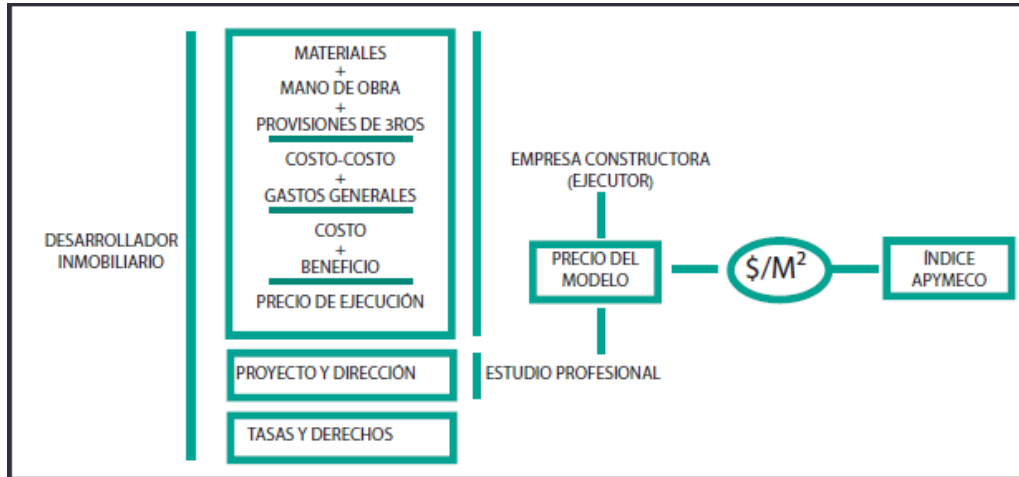 DESARROLLADOR
INMOBILIARIO
MATERIALES
+
MANO DE OBRA
+
PROVISIONES DE 3ROS
COSTO-COSTO
+
GASTOS GENERALES
COSTO
+
BENEFICIO
PRECIO DE EJECUCIÓN
PROYECTO Y DIRECCIÓN
TASAS Y DERECHOS
EMPRESA CONSTRUCTORA
(EJECUTOR)
PRECIO DEL
MODELO
ESTUDIO PROFESIONAL
$/M²
ÍNDICE
APYMECO